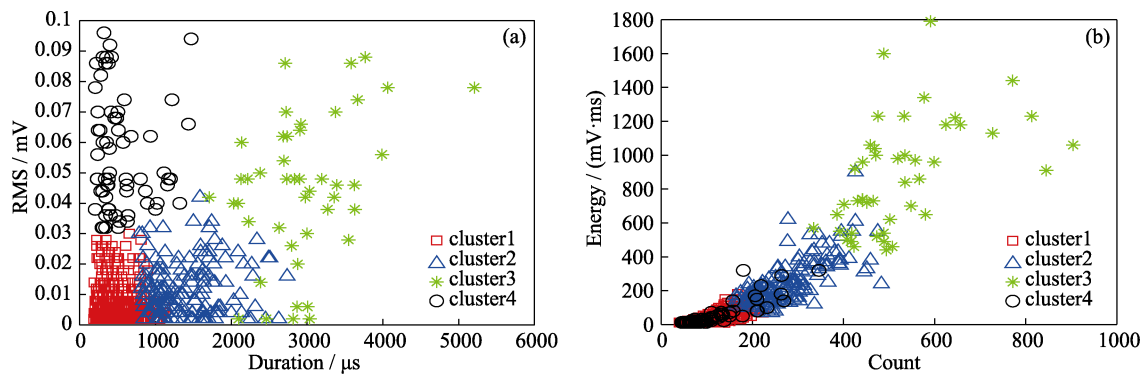 0.1
0.09
0.08
0.07
0.06
0.05
0.04
0.03
0.02
0.01
0
RMS / mV
(a)
cluster1
cluster2
cluster3
cluster4
0 1000 2000 3000 4000 5000 6000
Duration / μs
1800
1600
1400
1200
1000
800
600
400
200
0
Energy / (mV·ms)
(b)
cluster1
cluster2
cluster3
cluster4
0 200 400 600 800 1000
Count